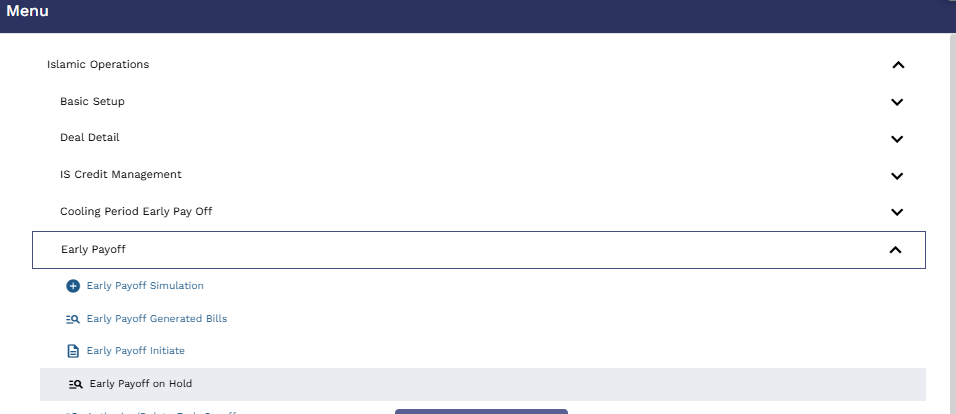 Menu
Islamic Operations
Basic Setup
Deal Detail
IS Credit Management
Cooling Period Early Pay Off
Early Payoff
Early Payoff Simulation
Early Payoff Generated Bills
Early Payoff Initiate
Early Payoff on Hold